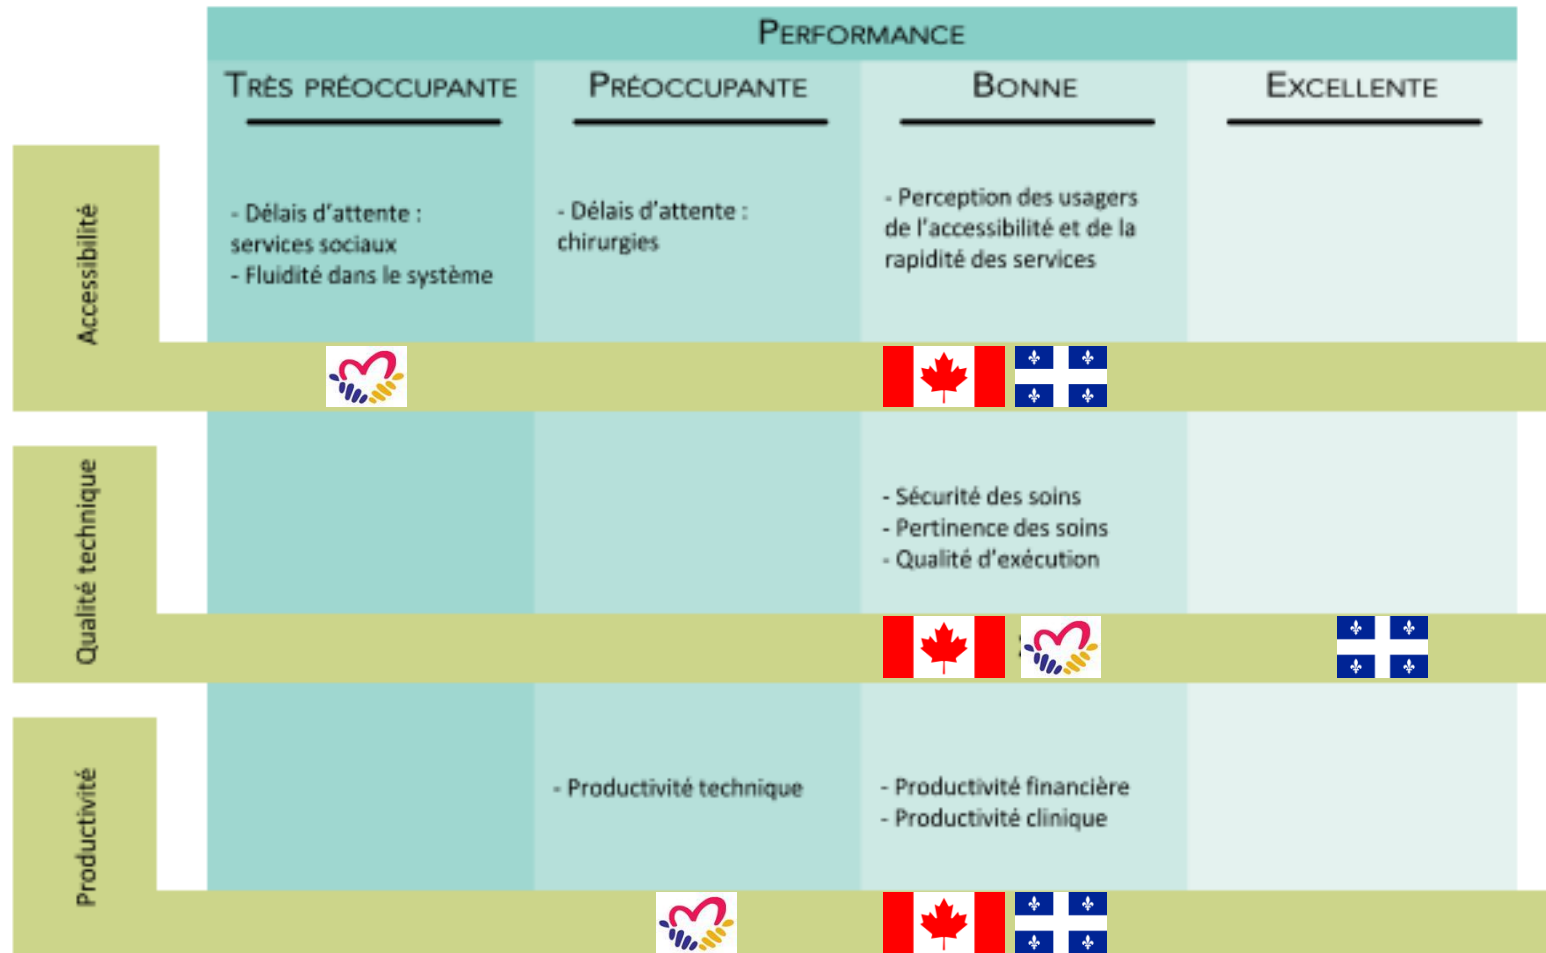 PERFORMANCE
TRÈS PRÉOCCUPANTE
PRÉOCCUPANTE
BONNE
EXCELLENTE
Accessibilité
- Délais d'attente :
services sociaux
- Fluidité dans le système
- Délais d'attente :
chirurgies
- Perception des usagers
de l'accessibilité et de la
rapidité des services
Qualité technique
- Sécurité des soins
- Pertinence des soins
- Qualité d'exécution
Productivité
- Productivité technique
- Productivité financière
- Productivité clinique